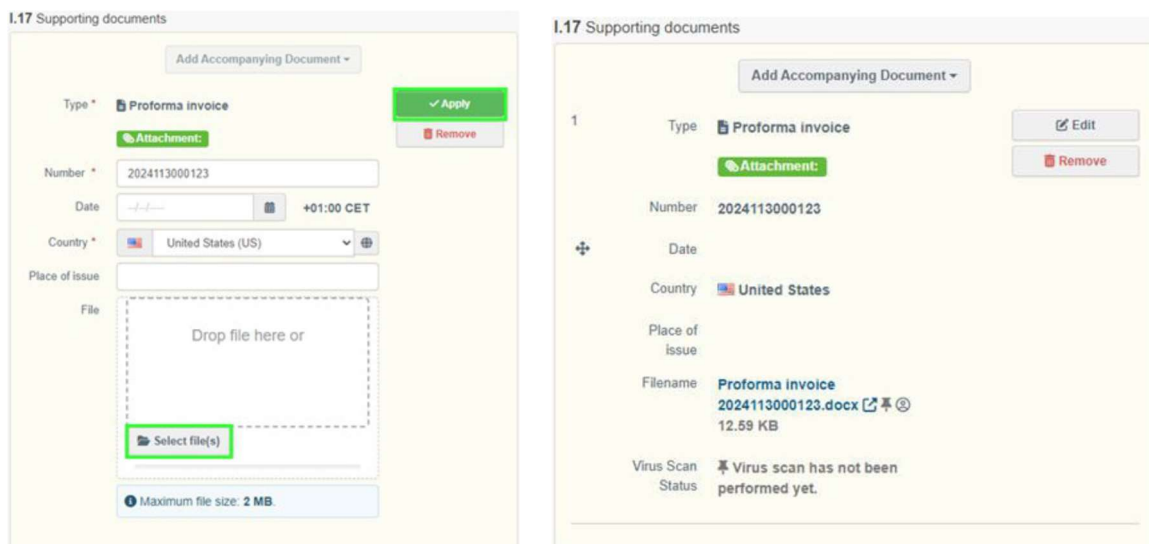 I.17 Supporting documents
Add Accompanying Document
Type * Proforma invoice
Apply
Attachment:
Remove
Number * 2024113000123
Date --/--/---- +01:00 CET
Country * United States (US)
Place of issue
File
Drop file here or
Select file(s)
Maximum file size: 2 MB.
I.17 Supporting documents
Add Accompanying Document
1 Type Proforma invoice
Edit
Attachment:
Remove
Number 2024113000123
Date
Country United States
Place of
issue
Filename Proforma invoice
2024113000123.docx
12.59 KB
Virus Scan Virus scan has not been
Status performed yet.